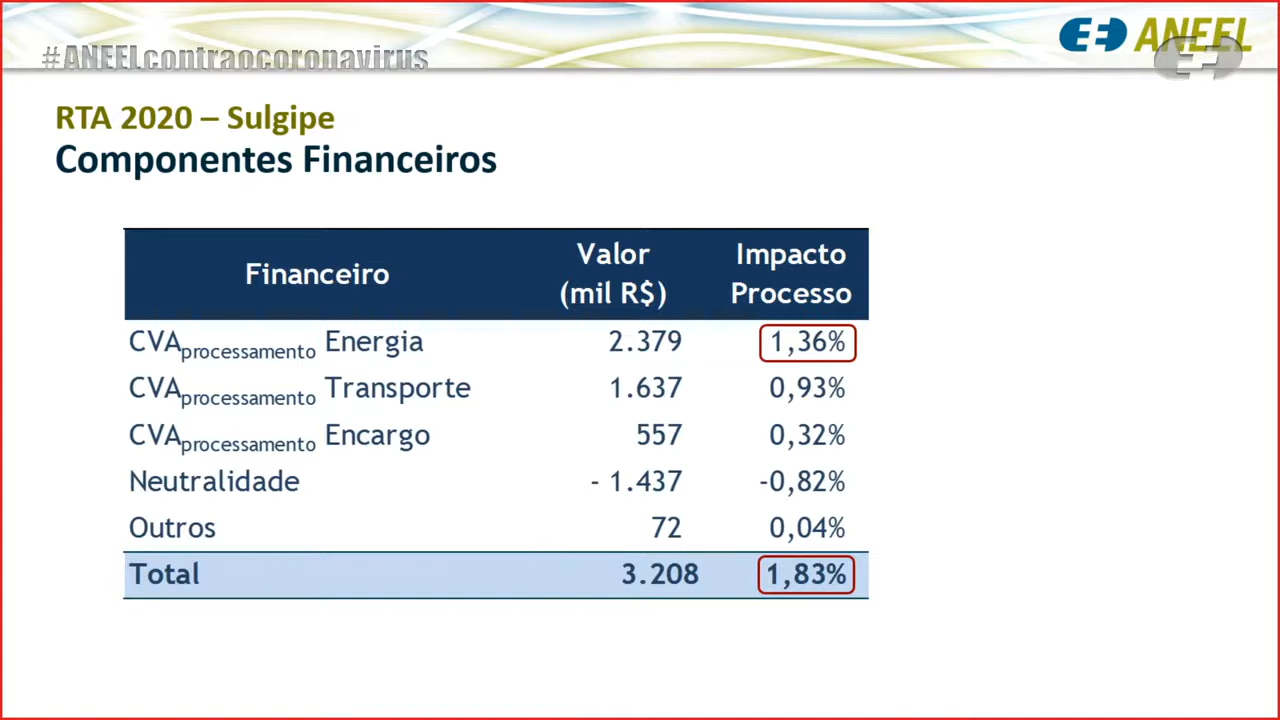 #ANEELcontraocoronavirus
ANEEL
RTA 2020 – Sulgipe
Componentes Financeiros
Financeiro Valor (mil R$) Impacto Processo
CVAprocessamento Energia 2.379 1,36%
CVAprocessamento Transporte 1.637 0,93%
CVAprocessamento Encargo 557 0,32%
Neutralidade - 1.437 -0,82%
Outros 72 0,04%
Total 3.208 1,83%